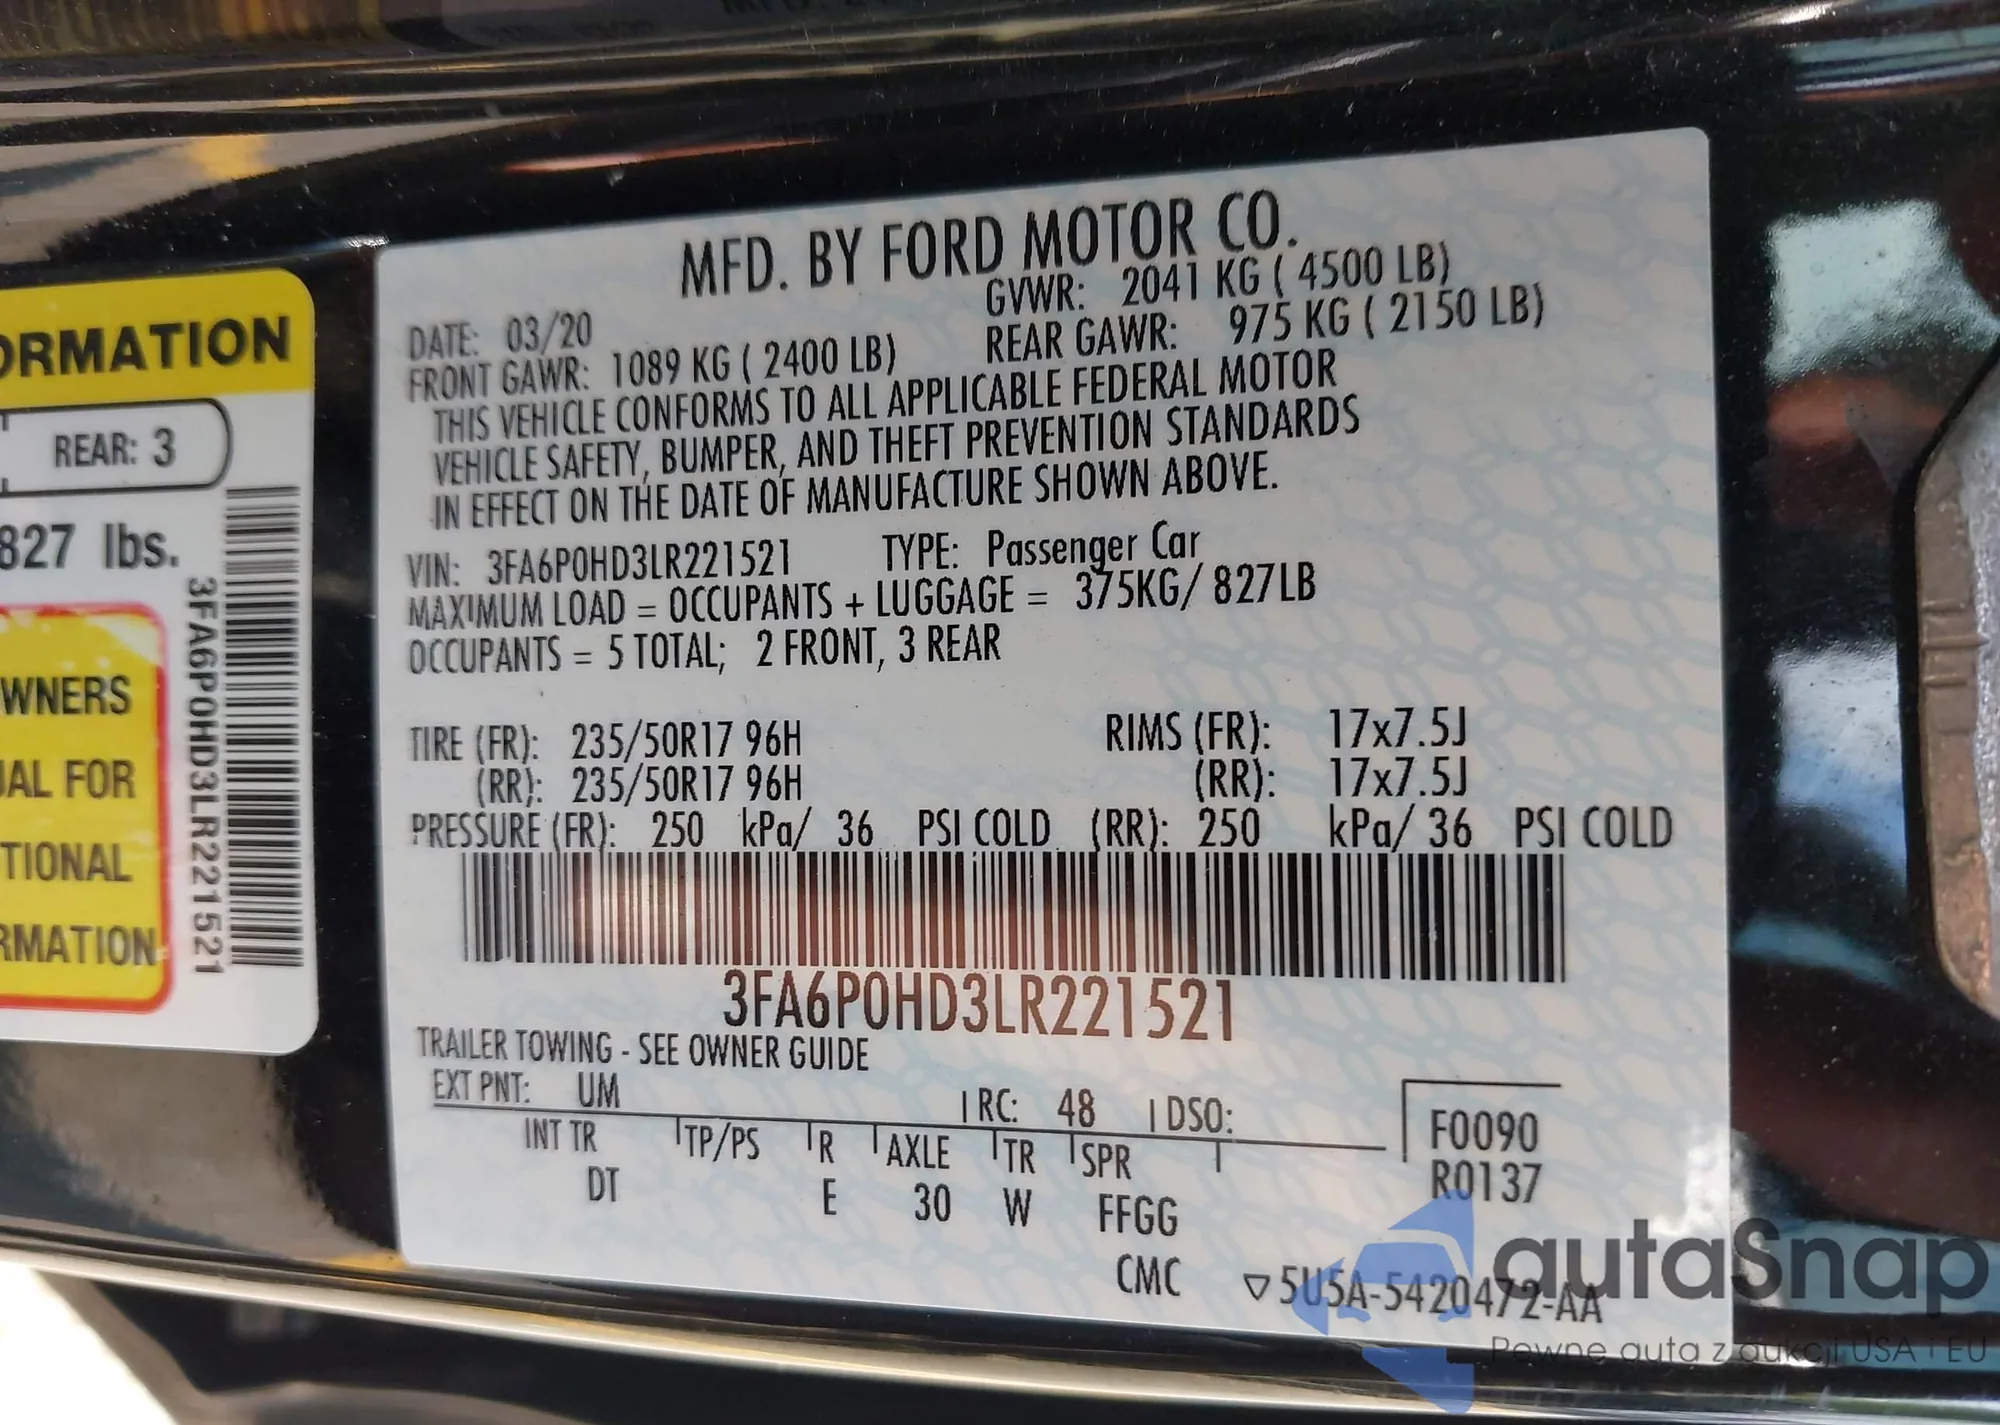 ORMATION
REAR: 3
827 lbs.
3FA6P0HD3LR221521
WNERS
UAL FOR
TIONAL
RMATION
MFD. BY FORD MOTOR CO.
DATE: 03/20 GVWR: 2041 KG ( 4500 LB)
FRONT GAWR: 1089 KG ( 2400 LB) REAR GAWR: 975 KG ( 2150 LB)
THIS VEHICLE CONFORMS TO ALL APPLICABLE FEDERAL MOTOR
VEHICLE SAFETY, BUMPER, AND THEFT PREVENTION STANDARDS
IN EFFECT ON THE DATE OF MANUFACTURE SHOWN ABOVE.
VIN: 3FA6P0HD3LR221521 TYPE: Passenger Car
MAXIMUM LOAD = OCCUPANTS + LUGGAGE = 375KG/ 827LB
OCCUPANTS = 5 TOTAL; 2 FRONT, 3 REAR
TIRE (FR): 235/50R17 96H RIMS (FR): 17x7.5J
(RR): 235/50R17 96H (RR): 17x7.5J
PRESSURE (FR): 250 kPa/ 36 PSI COLD (RR): 250 kPa/ 36 PSI COLD
3FA6P0HD3LR221521
TRAILER TOWING - SEE OWNER GUIDE
EXT PNT: UM RC: 48 DSO: F0090
INT TR TP/PS R AXLE TR SPR R0137
DT E 30 W FFGG
CMC ▽5U5A-5420472-AA
autaSnap
Pewne auta z aukcji USA i EU